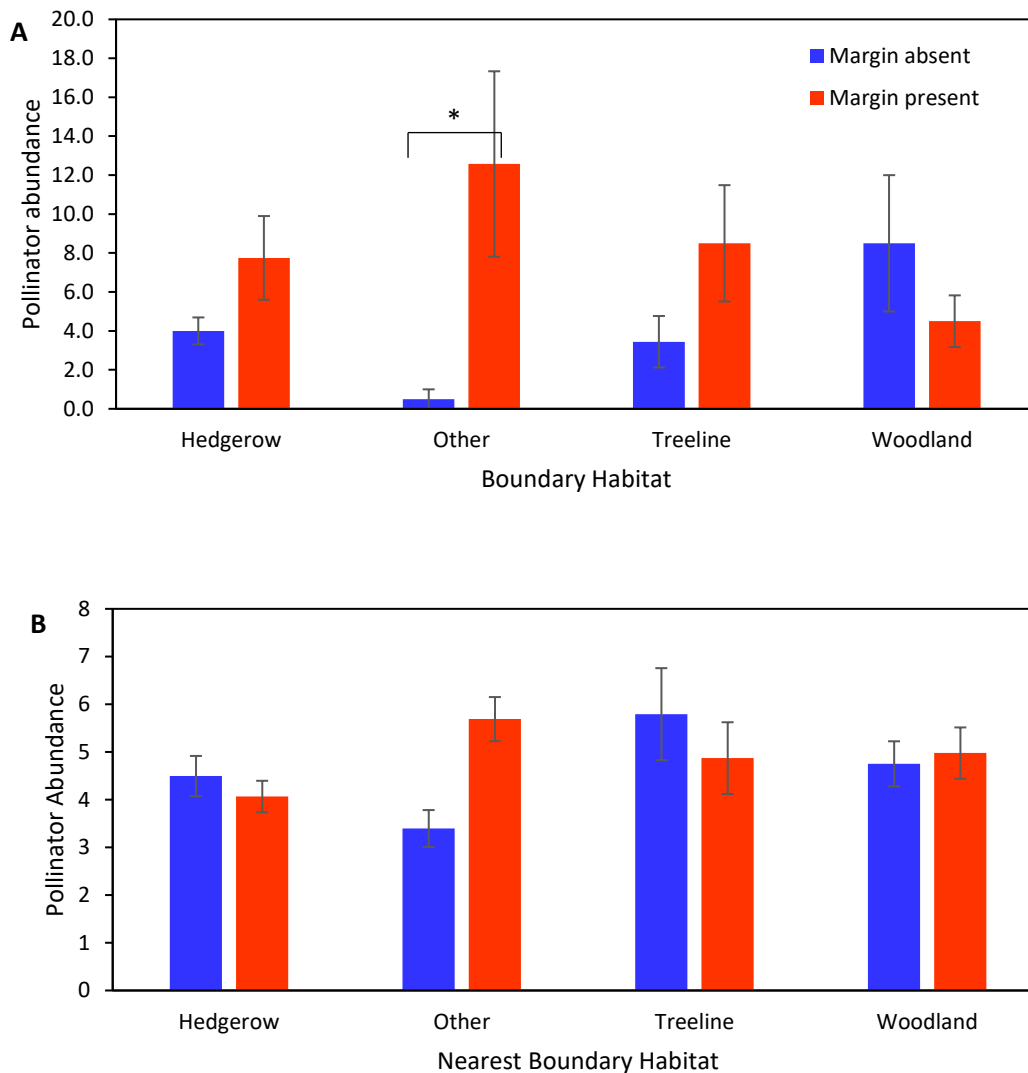 A
20.0
18.0
16.0
14.0
12.0
10.0
8.0
6.0
4.0
2.0
0.0
Pollinator abundance
Margin absent
Margin present
*
Hedgerow Other Treeline Woodland
Boundary Habitat
B
8
7
6
5
4
3
2
1
0
Pollinator Abundance
Hedgerow Other Treeline Woodland
Nearest Boundary Habitat